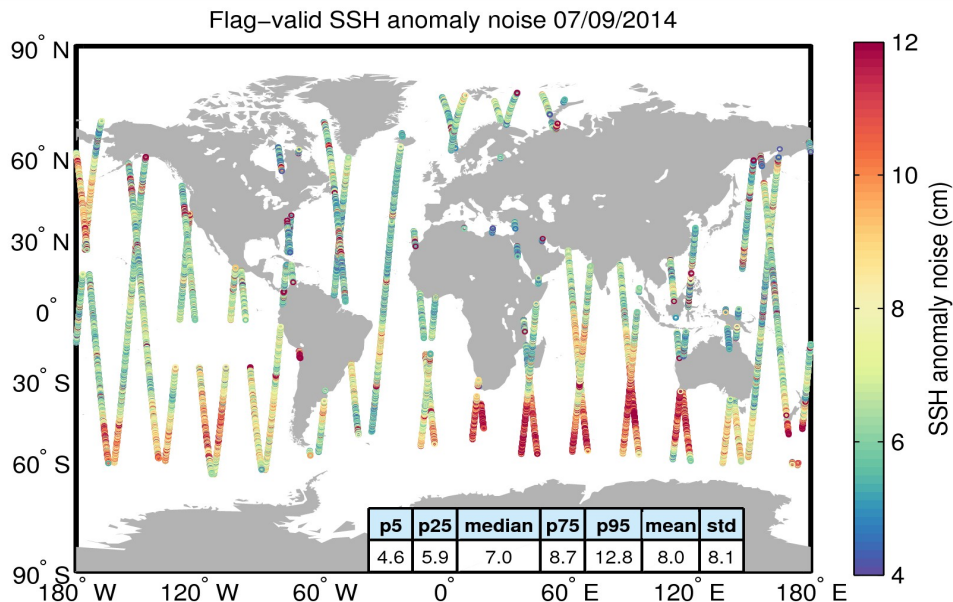 Flag−valid SSH anomaly noise 07/09/2014
90° N
60° N
30° N
0°
30° S
60° S
90° S
180° W 120° W 60° W 0° 60° E 120° E 180° E
p5 p25 median p75 p95 mean std
4.6 5.9 7.0 8.7 12.8 8.0 8.1
12
10
8
6
4
SSH anomaly noise (cm)